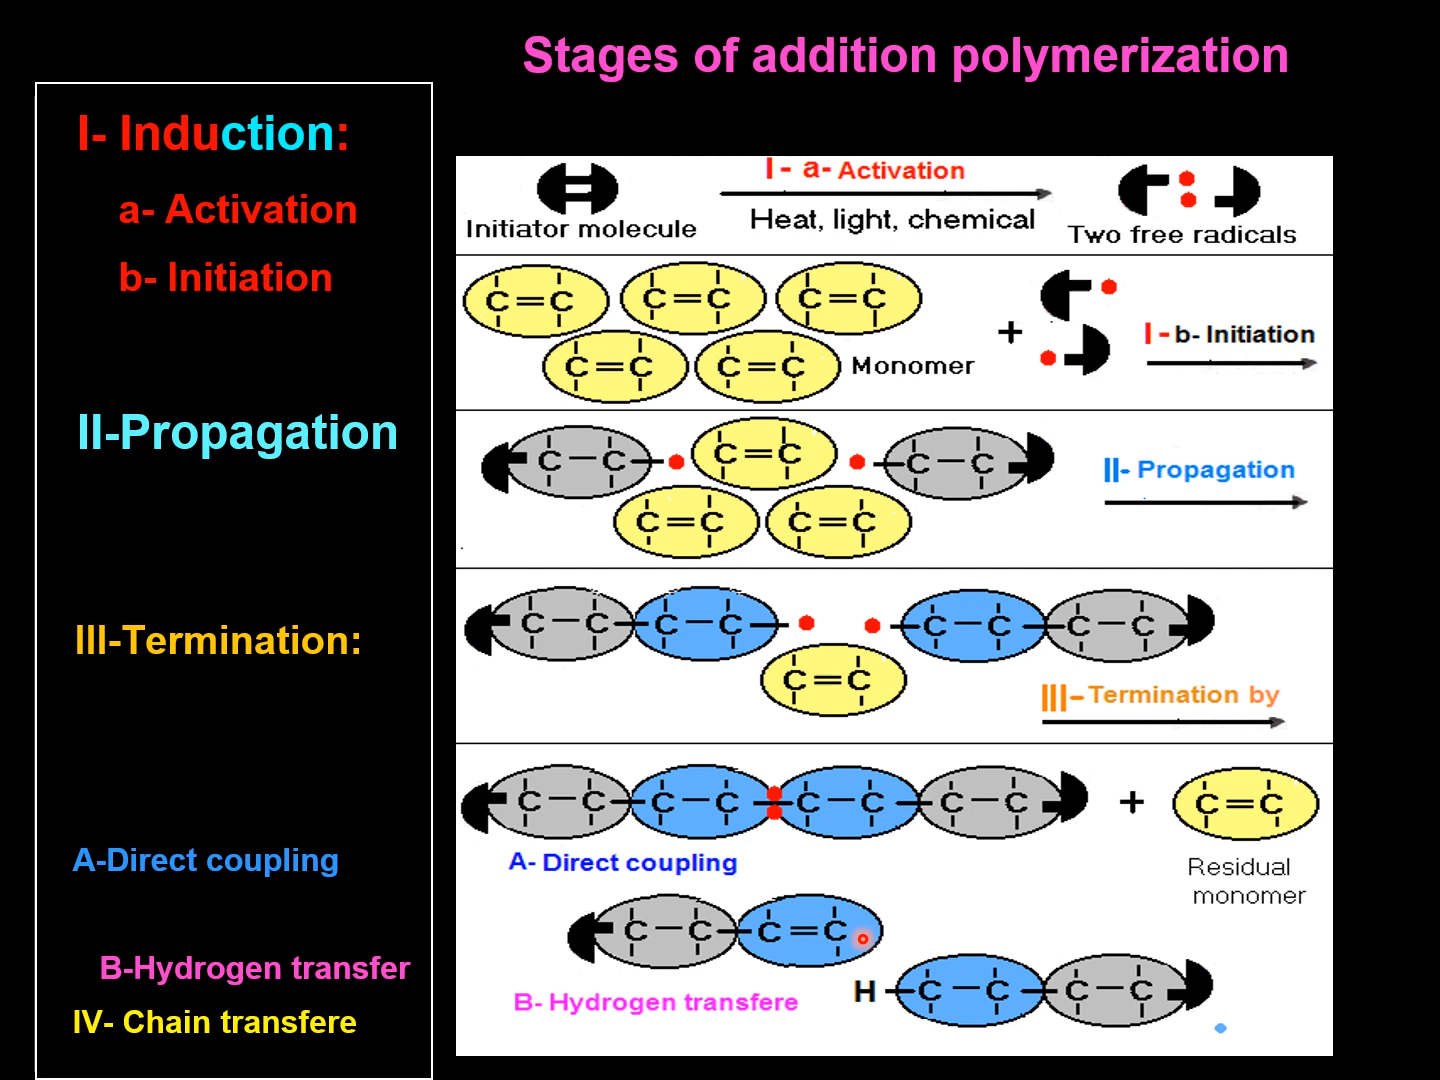 Stages of addition polymerization
I- Induction:
a- Activation
b- Initiation
II-Propagation
III-Termination:
A-Direct coupling
B-Hydrogen transfer
IV- Chain transfere
I - a- Activation
Initiator molecule
Heat, light, chemical
Two free radicals
C=C C=C C=C
C=C C=C
Monomer
+
I - b- Initiation
C-C C=C C-C
C=C C=C
II- Propagation
C-C C-C C-C C-C
C=C
III- Termination by
C-C C-C C-C C-C + C=C
A- Direct coupling
Residual
monomer
C-C C=C
B- Hydrogen transfere
H C-C C-C